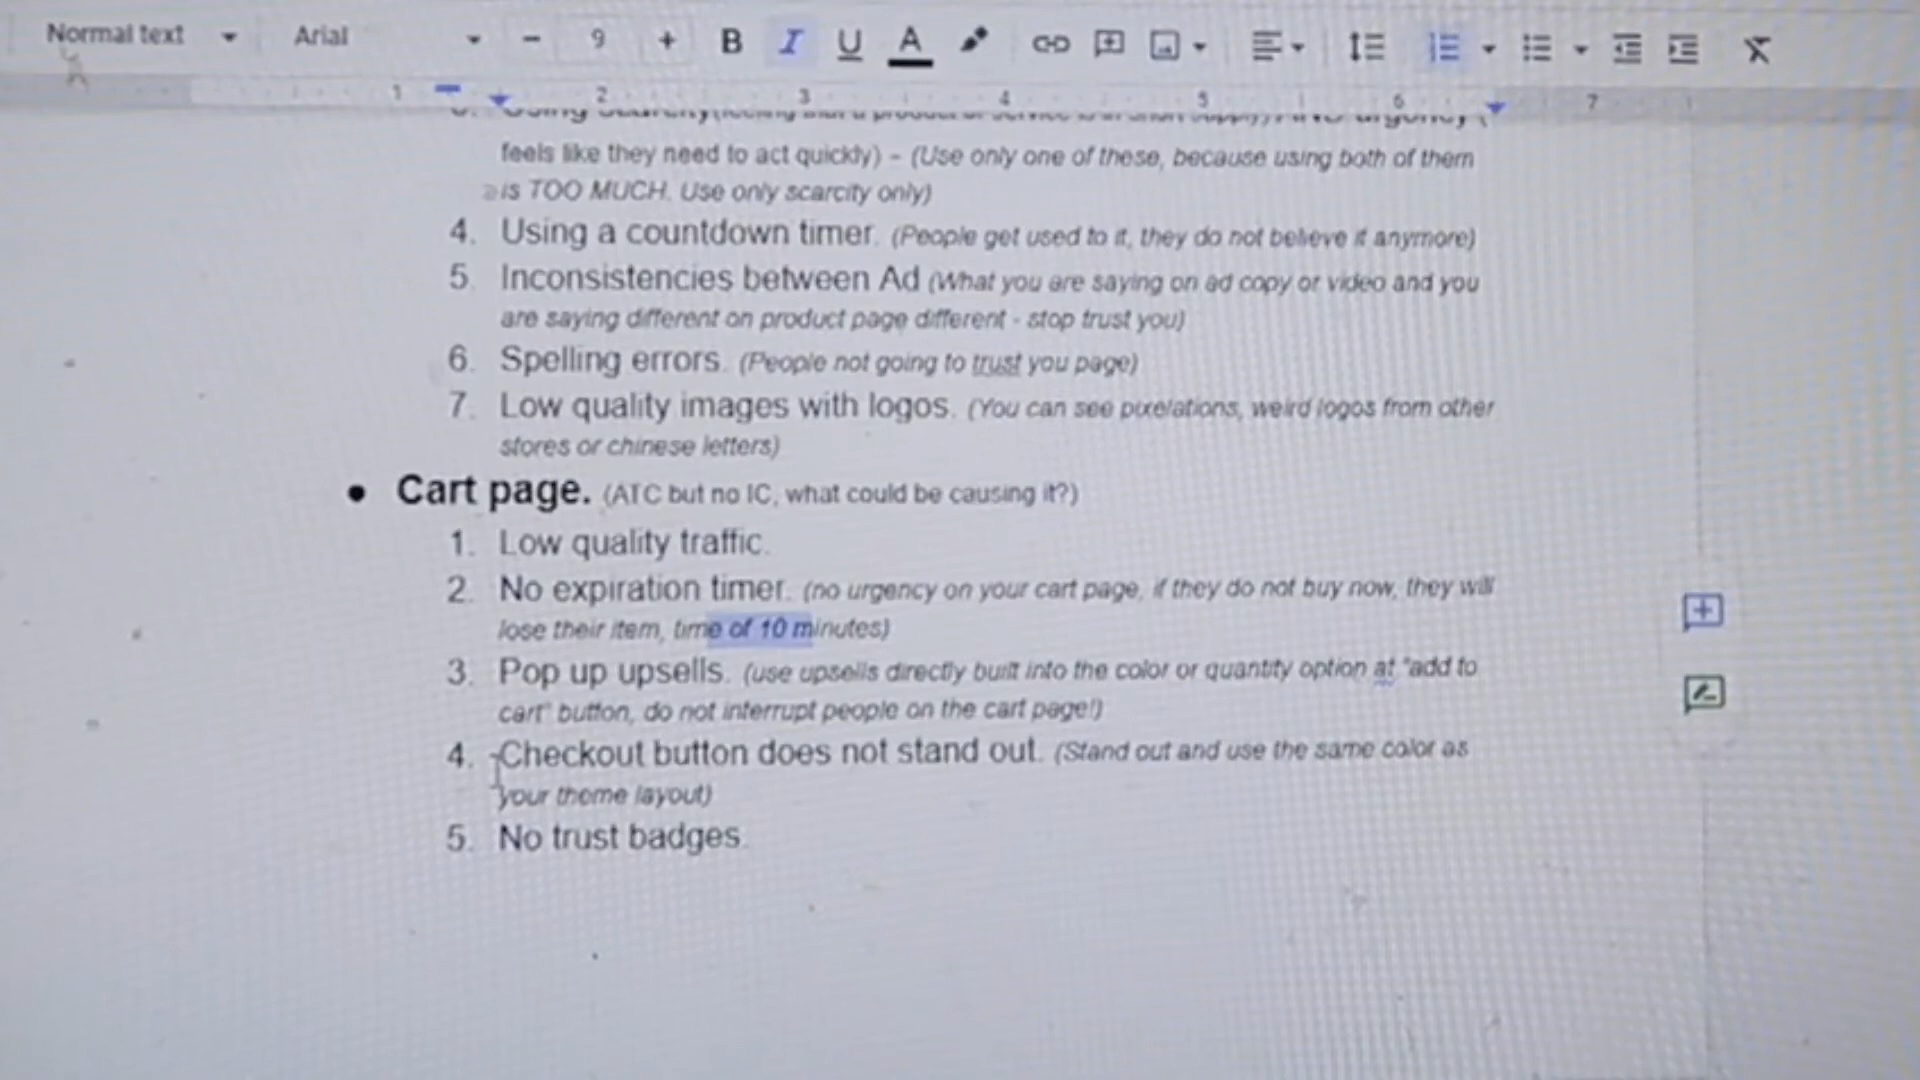 Normal text
Arial
9
B I U A
1 2 3 4 5 6 7
feels like they need to act quickly) – (Use only one of these, because using both of them
is TOO MUCH. Use only scarcity only)
4. Using a countdown timer. (People get used to it, they do not believe it anymore)
5. Inconsistencies between Ad (What you are saying on ad copy or video and you
are saying different on product page different - stop trust you)
6. Spelling errors. (People not going to trust you page)
7. Low quality images with logos. (You can see pixelations, weird logos from other
stores or chinese letters)
● Cart page. (ATC but no IC, what could be causing it?)
1. Low quality traffic.
2. No expiration timer. (no urgency on your cart page, if they do not buy now, they will
lose their item, time of 10 minutes)
3. Pop up upsells. (use upsells directly built into the color or quantity option at "add to
cart" button, do not interrupt people on the cart page!)
4. Checkout button does not stand out. (Stand out and use the same color as
your theme layout)
5. No trust badges.